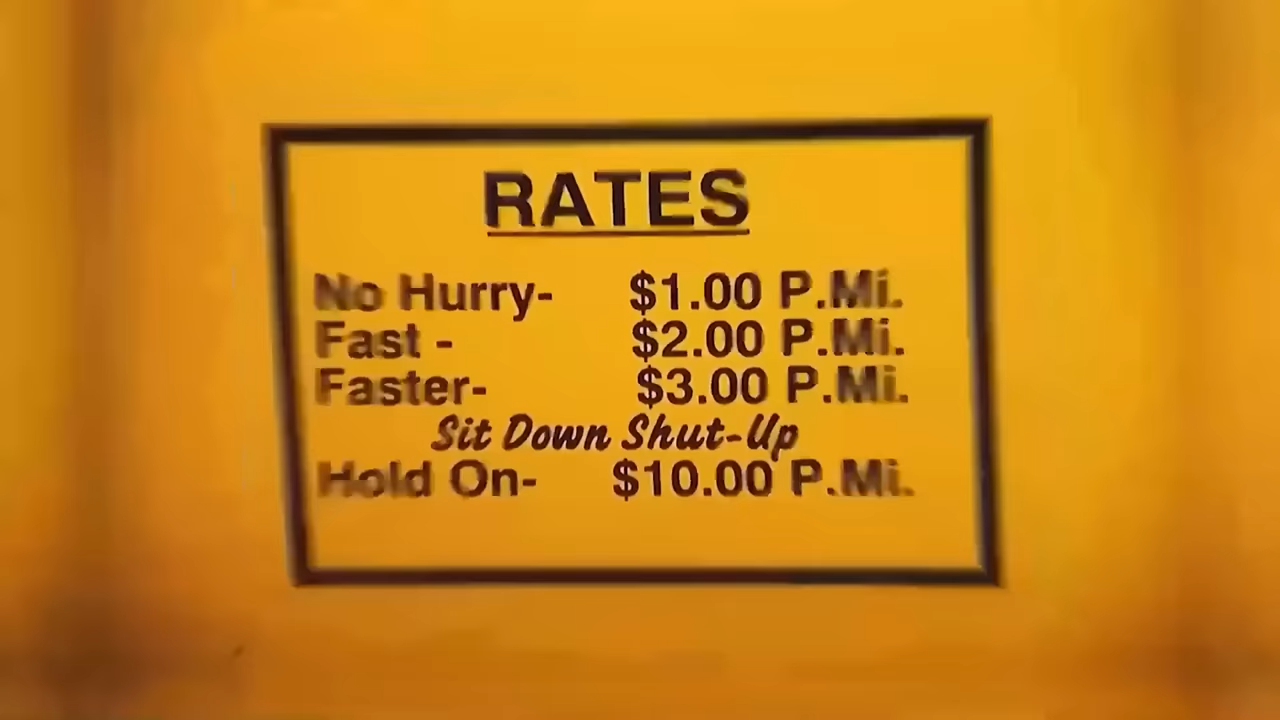 RATES
No Hurry- $1.00 P.Mi.
Fast - $2.00 P.Mi.
Faster- $3.00 P.Mi.
Sit Down Shut-Up
Hold On- $10.00 P.Mi.